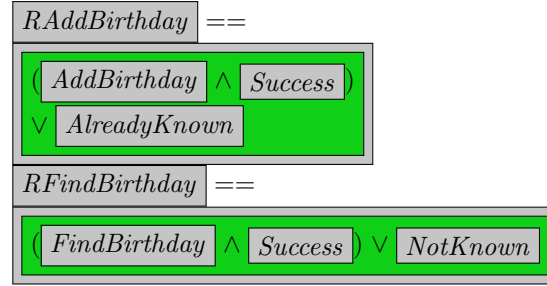 RAddBirthday ==
(AddBirthday ∧ Success)
∨ AlreadyKnown
RFindBirthday ==
(FindBirthday ∧ Success) ∨ NotKnown